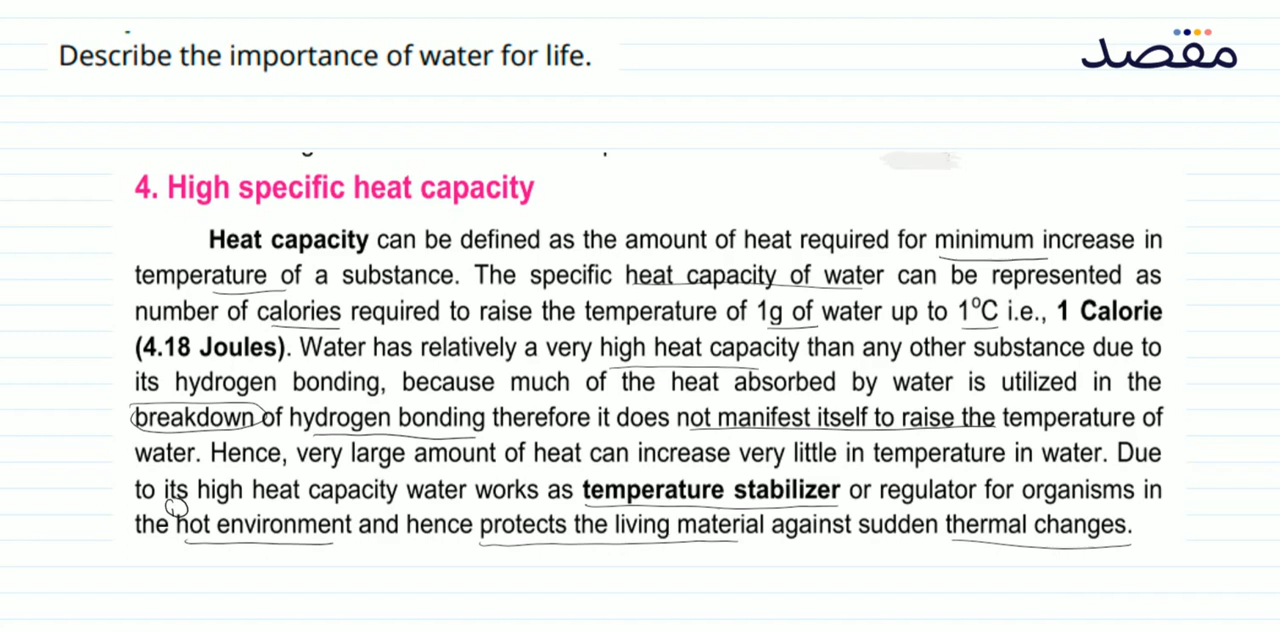 Describe the importance of water for life.
مقصد
4. High specific heat capacity
Heat capacity can be defined as the amount of heat required for minimum increase in
temperature of a substance. The specific heat capacity of water can be represented as
number of calories required to raise the temperature of 1g of water up to 1⁰C i.e., 1 Calorie
(4.18 Joules). Water has relatively a very high heat capacity than any other substance due to
its hydrogen bonding, because much of the heat absorbed by water is utilized in the
breakdown of hydrogen bonding therefore it does not manifest itself to raise the temperature of
water. Hence, very large amount of heat can increase very little in temperature in water. Due
to its high heat capacity water works as temperature stabilizer or regulator for organisms in
the hot environment and hence protects the living material against sudden thermal changes.